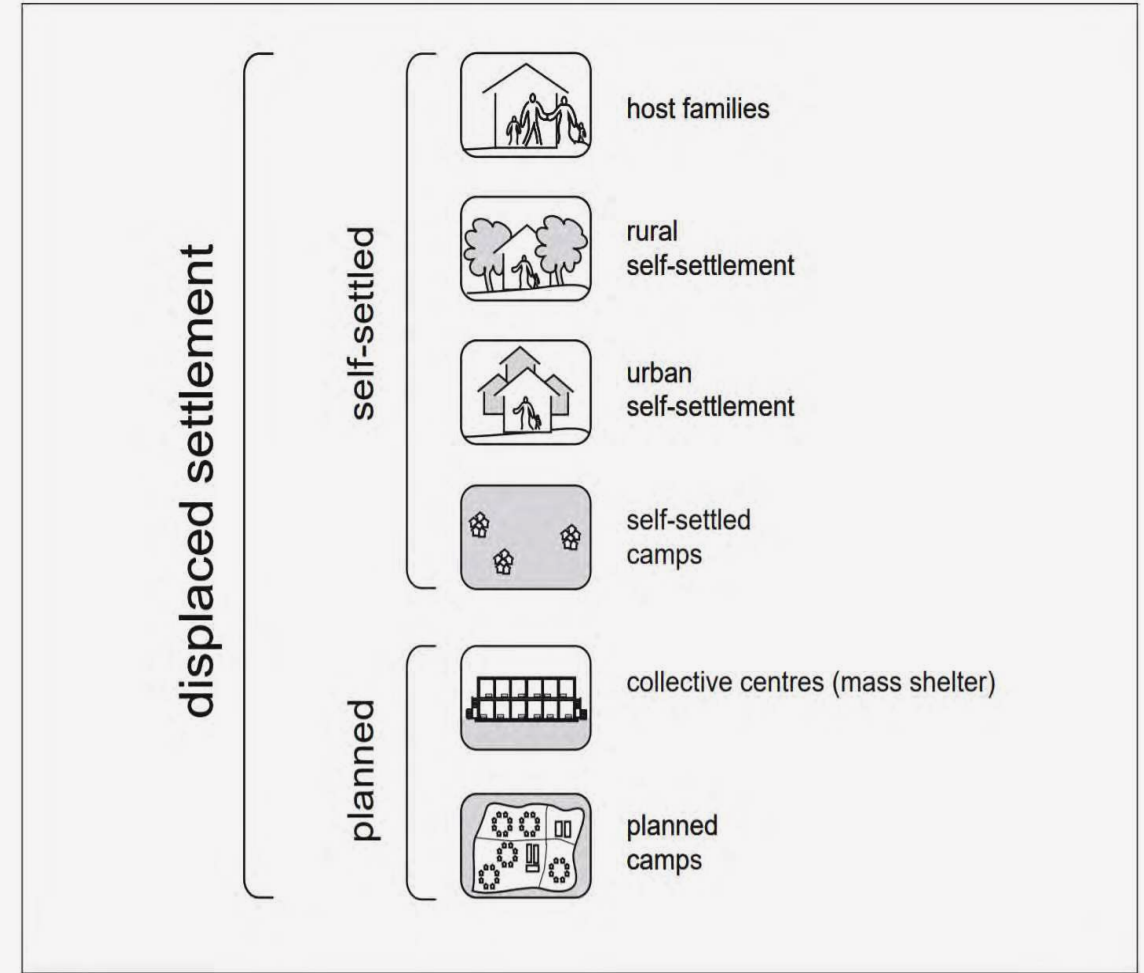 displaced settlement
self-settled
host families
rural
self-settlement
urban
self-settlement
self-settled
camps
planned
collective centres (mass shelter)
planned
camps